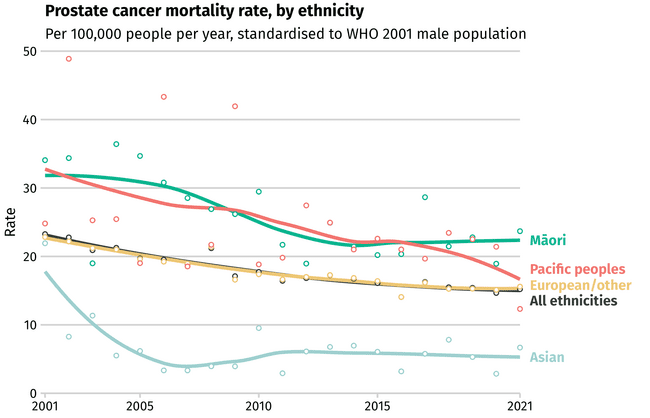 Prostate cancer mortality rate, by ethnicity
Per 100,000 people per year, standardised to WHO 2001 male population
50
40
30
20
10
0
Rate
2001
2005
2010
2015
2021
Māori
Pacific peoples
European/other
All ethnicities
Asian